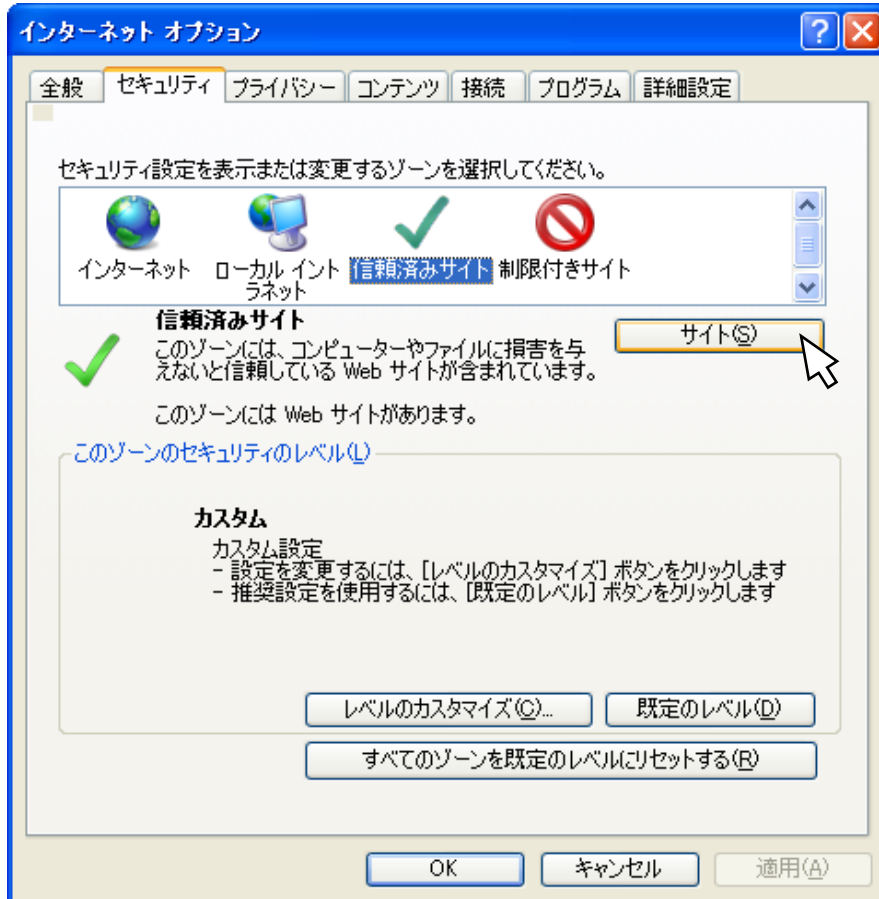 インターネット オプション
全般 セキュリティ プライバシー コンテンツ 接続 プログラム 詳細設定
セキュリティ設定を表示または変更するゾーンを選択してください。
インターネット ローカル イント 信頼済みサイト 制限付きサイト
ラネット
信頼済みサイト
サイト(S)
このゾーンには、コンピューターやファイルに損害を与
えないと信頼している Web サイトが含まれています。
このゾーンには Web サイトがあります。
このゾーンのセキュリティのレベル(L)
カスタム
カスタム設定
- 設定を変更するには、[レベルのカスタマイズ] ボタンをクリックします
- 推奨設定を使用するには、[既定のレベル] ボタンをクリックします
レベルのカスタマイズ(C)... 既定のレベル(D)
すべてのゾーンを既定のレベルにリセットする(R)
OK キャンセル 適用(A)